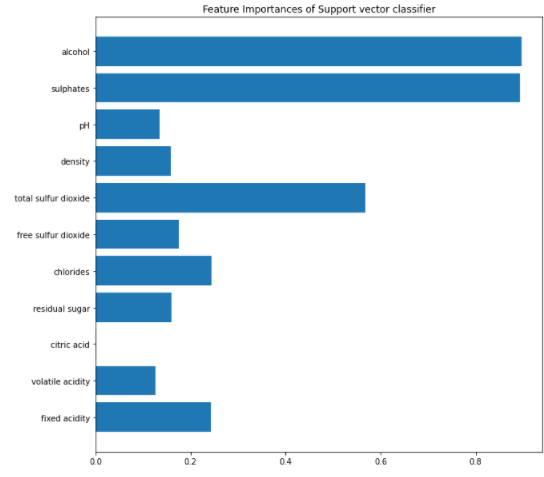 Feature Importances of Support vector classifier
alcohol
sulphates
pH
density
total sulfur dioxide
free sulfur dioxide
chlorides
residual sugar
citric acid
volatile acidity
fixed acidity
0.0 0.2 0.4 0.6 0.8